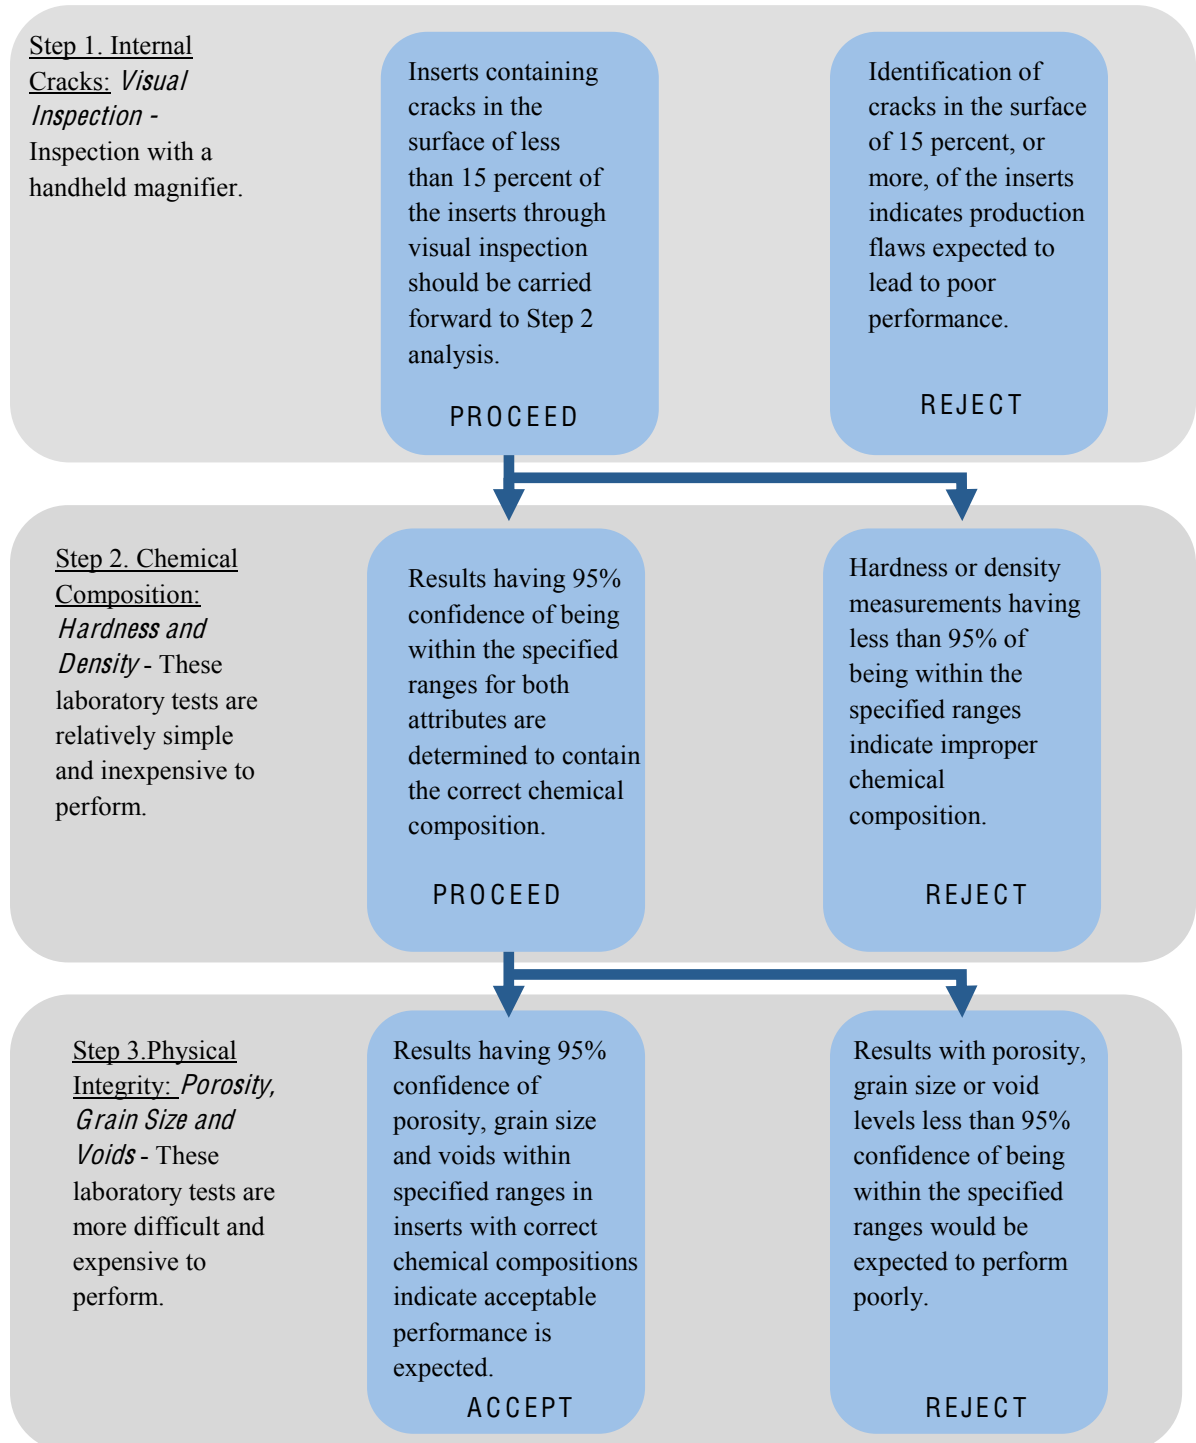 Step 1. Internal
Cracks: Visual
Inspection -
Inspection with a
handheld magnifier.
Inserts containing
cracks in the
surface of less
than 15 percent of
the inserts through
visual inspection
should be carried
forward to Step 2
analysis.
PROCEED
Identification of
cracks in the surface
of 15 percent, or
more, of the inserts
indicates production
flaws expected to
lead to poor
performance.
REJECT
Step 2. Chemical
Composition:
Hardness and
Density - These
laboratory tests are
relatively simple
and inexpensive to
perform.
Results having 95%
confidence of being
within the specified
ranges for both
attributes are
determined to contain
the correct chemical
composition.
PROCEED
Hardness or density
measurements having
less than 95% of
being within the
specified ranges
indicate improper
chemical
composition.
REJECT
Step 3.Physical
Integrity: Porosity,
Grain Size and
Voids - These
laboratory tests are
more difficult and
expensive to
perform.
Results having 95%
confidence of
porosity, grain size
and voids within
specified ranges in
inserts with correct
chemical compositions
indicate acceptable
performance is
expected.
ACCEPT
Results with porosity,
grain size or void
levels less than 95%
confidence of being
within the specified
ranges would be
expected to perform
poorly.
REJECT